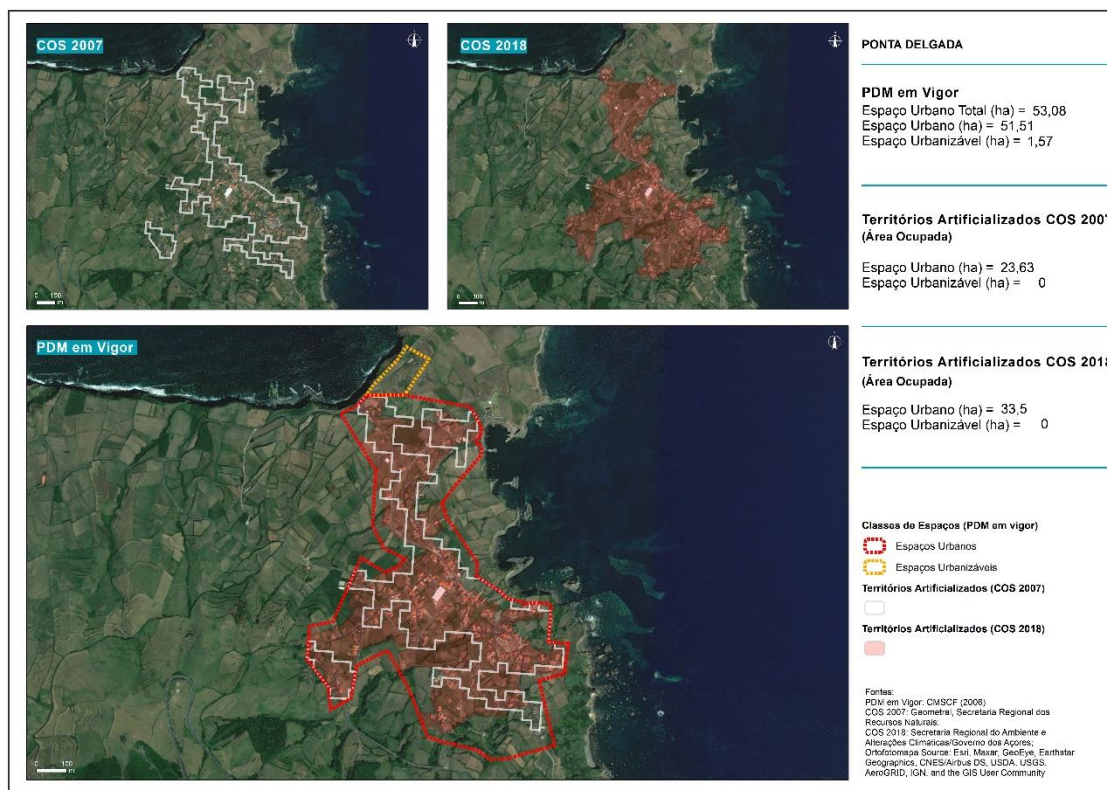 COS 2007
0 100
m
COS 2018
0 100
m
PDM em Vigor
0 100
m
PONTA DELGADA
PDM em Vigor
Espaço Urbano Total (ha) = 53,08
Espaço Urbano (ha) = 51,51
Espaço Urbanizável (ha) = 1,57
Territórios Artificializados COS 2007
(Área Ocupada)
Espaço Urbano (ha) = 23,63
Espaço Urbanizável (ha) = 0
Territórios Artificializados COS 2018
(Área Ocupada)
Espaço Urbano (ha) = 33,5
Espaço Urbanizável (ha) = 0
Classes de Espaços (PDM em vigor)
Espaços Urbanos
Espaços Urbanizáveis
Territórios Artificializados (COS 2007)
Territórios Artificializados (COS 2018)
Fontes:
PDM em Vigor: CMSCF (2006)
COS 2007: Geometral, Secretaria Regional dos
Recursos Naturais;
COS 2018: Secretaria Regional do Ambiente e
Alterações Climáticas/Governo dos Açores;
Ortofotomapa Source: Esri, Maxar, GeoEye, Earthstar
Geographics, CNES/Airbus DS, USDA, USGS,
AeroGRID, IGN, and the GIS User Community